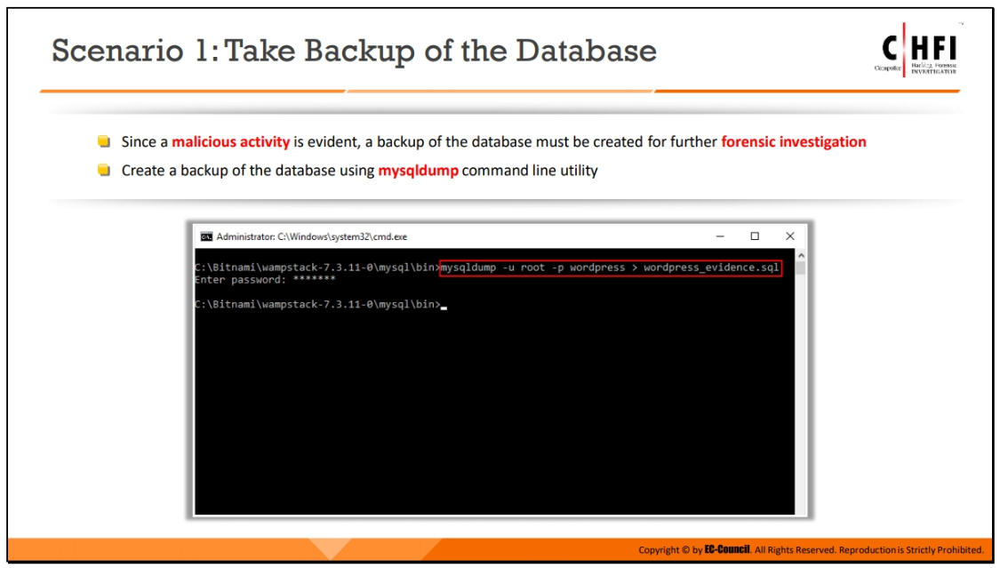 Scenario 1: Take Backup of the Database
C HFI
Computer Hacking Forensic
INVESTIGATOR
Since a malicious activity is evident, a backup of the database must be created for further forensic investigation
Create a backup of the database using mysqldump command line utility
Administrator: C:\Windows\system32\cmd.exe
C:\Bitnami\wampstack-7.3.11-0\mysql\bin>mysqldump -u root -p wordpress > wordpress_evidence.sql
Enter password: *******
C:\Bitnami\wampstack-7.3.11-0\mysql\bin>
Copyright © by EC-Council. All Rights Reserved. Reproduction is Strictly Prohibited.